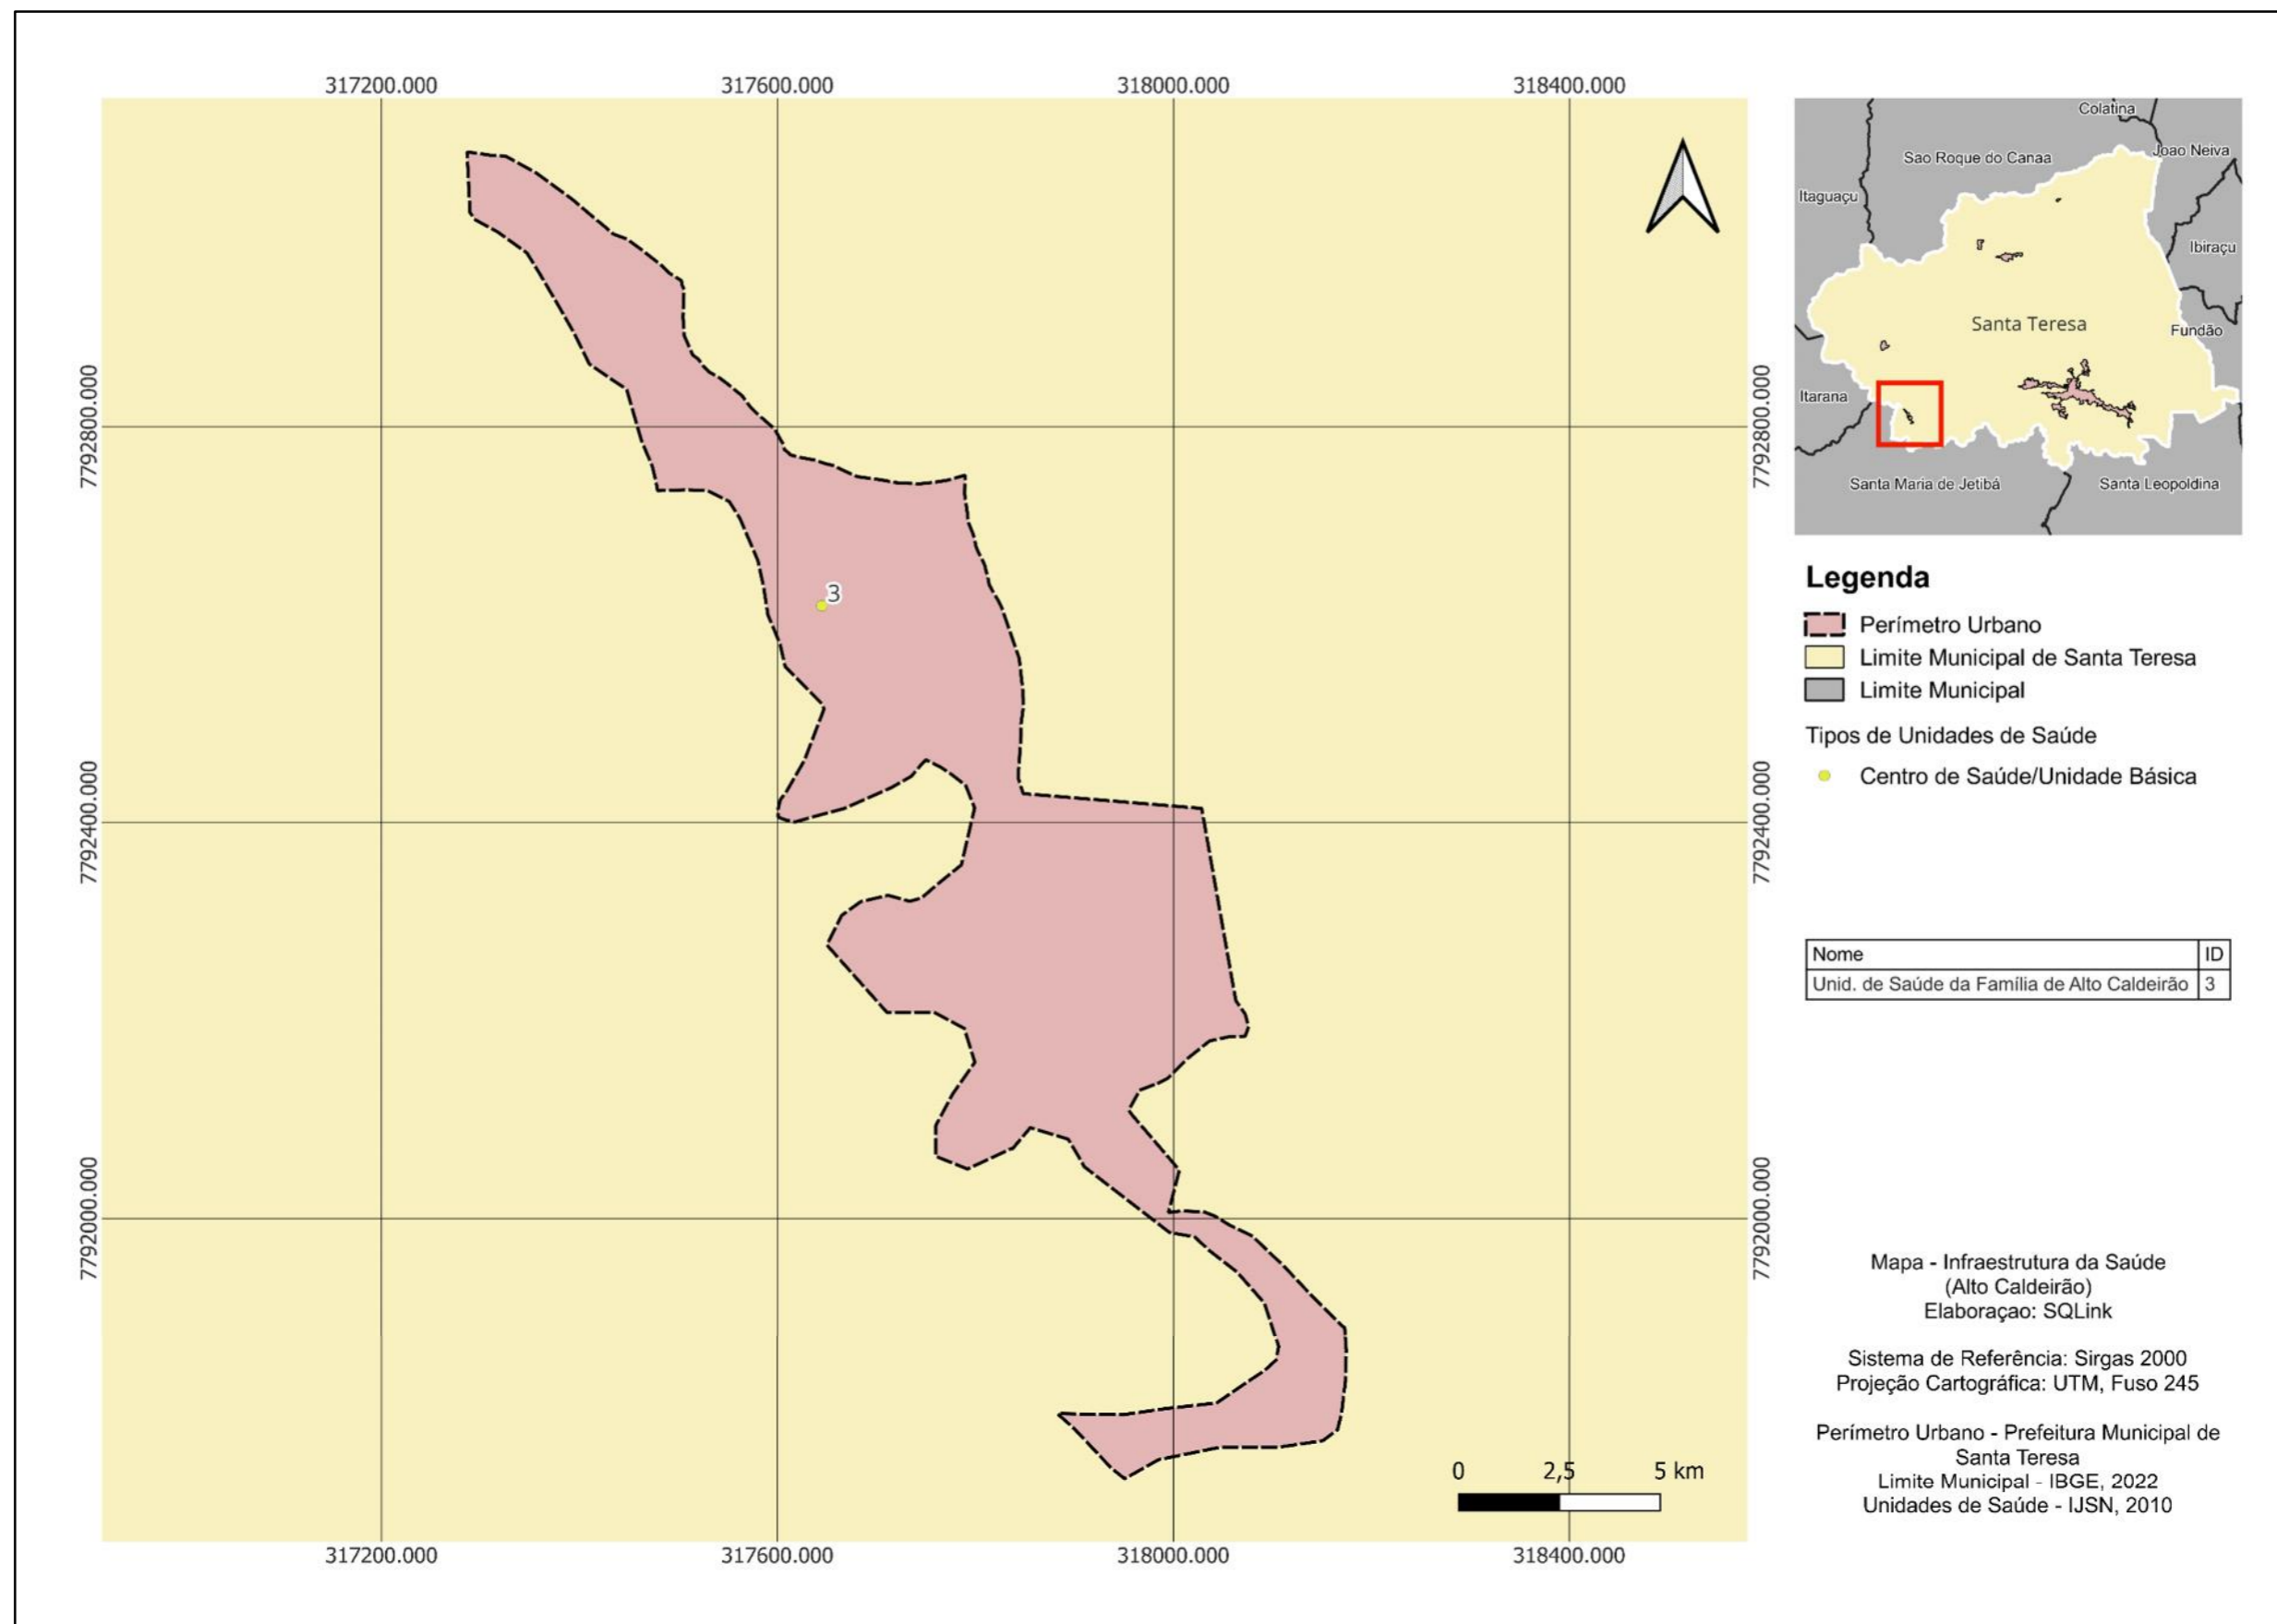 317200.000 317600.000 318000.000 318400.000
7792800.000 7792800.000
7792400.000 7792400.000
7792000.000 7792000.000
3
0 2,5 5 km
317200.000 317600.000 318000.000 318400.000
Colatina
Sao Roque do Canaa
Joao Neiva
Itaguaçu
Ibiraçu
Santa Teresa
Fundão
Itarana
Santa Maria de Jetibá
Santa Leopoldina
Legenda
Perímetro Urbano
Limite Municipal de Santa Teresa
Limite Municipal
Tipos de Unidades de Saúde
Centro de Saúde/Unidade Básica
Nome ID
Unid. de Saúde da Família de Alto Caldeirão 3
Mapa - Infraestrutura da Saúde
(Alto Caldeirão)
Elaboraçao: SQLink
Sistema de Referência: Sirgas 2000
Projeção Cartográfica: UTM, Fuso 245
Perímetro Urbano - Prefeitura Municipal de
Santa Teresa
Limite Municipal - IBGE, 2022
Unidades de Saúde - IJSN, 2010